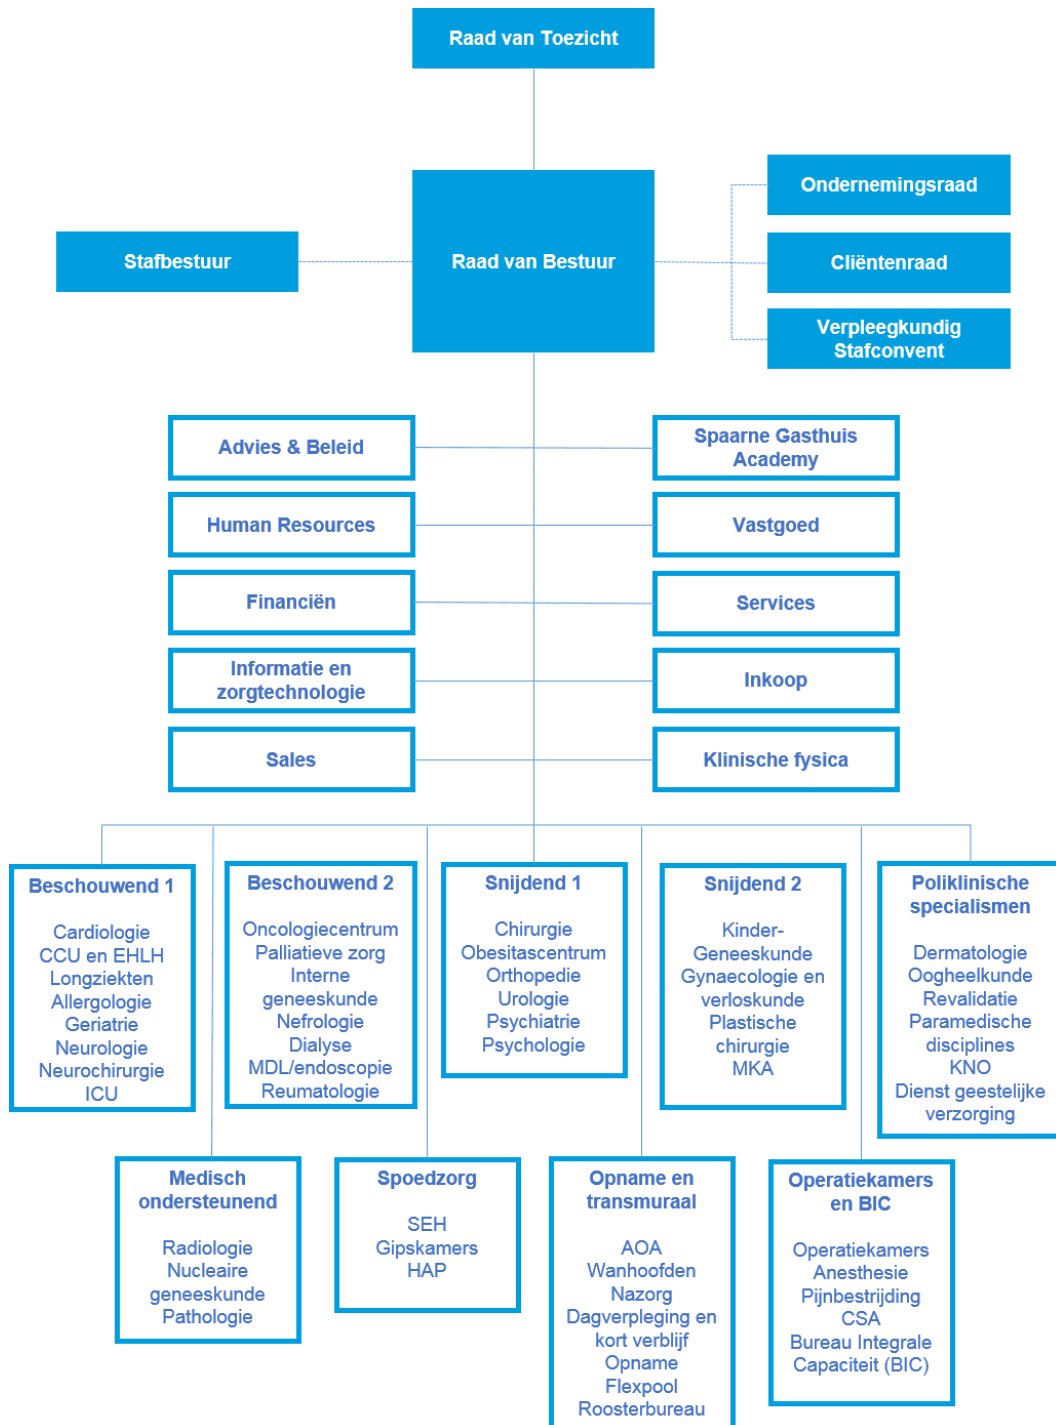 Raad van Toezicht
Ondernemingsraad
Stafbestuur
Raad van Bestuur
Cliëntenraad
Verpleegkundig
Stafconvent
Advies & Beleid
Spaarne Gasthuis
Academy
Human Resources
Vastgoed
Financiën
Services
Informatie en
zorgtechnologie
Inkoop
Sales
Klinische fysica
Beschouwend 1
Cardiologie
CCU en EHLH
Longziekten
Allergologie
Geriatrie
Neurologie
Neurochirurgie
ICU
Beschouwend 2
Oncologiecentrum
Palliatieve zorg
Interne
geneeskunde
Nefrologie
Dialyse
MDL/endoscopie
Reumatologie
Snijdend 1
Chirurgie
Obesitascentrum
Orthopedie
Urologie
Psychiatrie
Psychologie
Snijdend 2
Kinder-
Geneeskunde
Gynaecologie en
verloskunde
Plastische
chirurgie
MKA
Poliklinische
specialismen
Dermatologie
Oogheelkunde
Revalidatie
Paramedische
disciplines
KNO
Dienst geestelijke
verzorging
Medisch
ondersteunend
Radiologie
Nucleaire
geneeskunde
Pathologie
Spoedzorg
SEH
Gipskamers
HAP
Opname en
transmuraal
AOA
Wanhoofden
Nazorg
Dagverpleging en
kort verblijf
Opname
Flexpool
Roosterbureau
Operatiekamers
en BIC
Operatiekamers
Anesthesie
Pijnbestrijding
CSA
Bureau Integrale
Capaciteit (BIC)